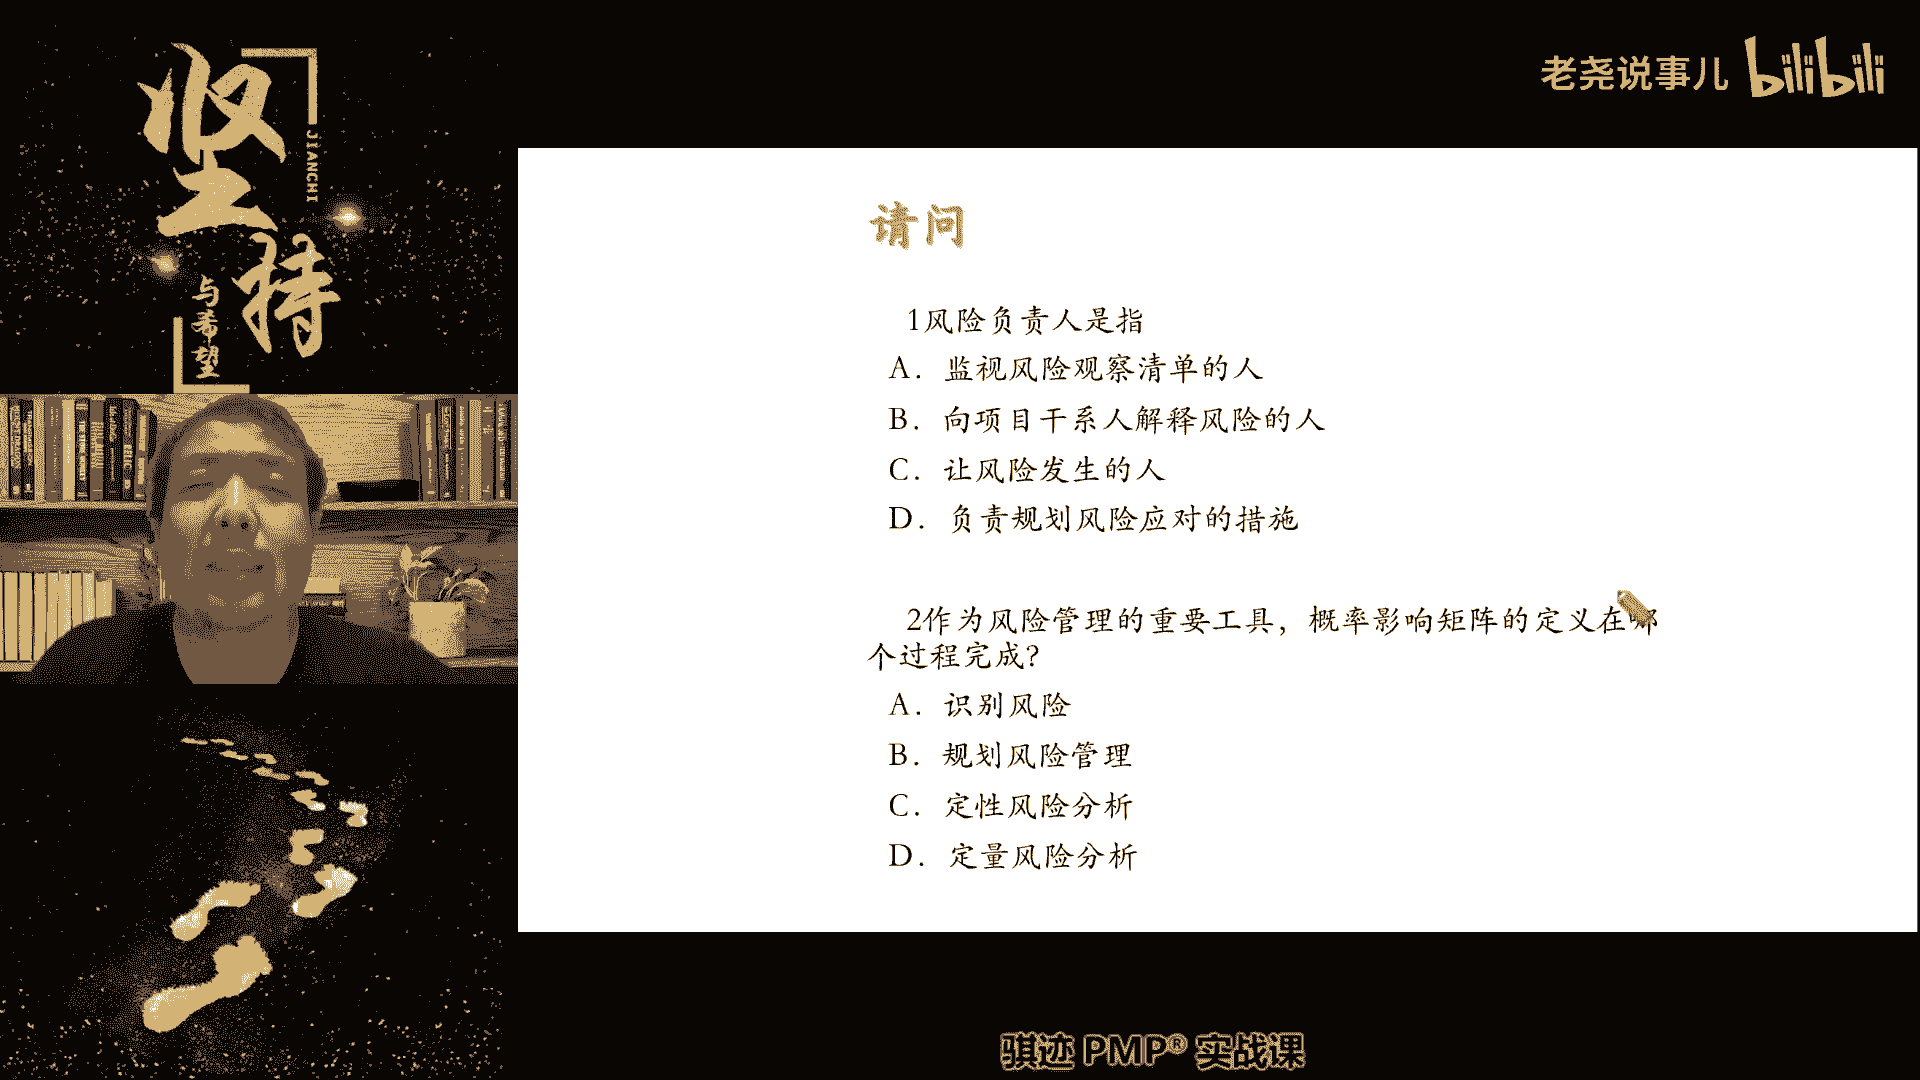 坚持
JIANCHI
与希望
老尧说事儿 bilibili
请问
1风险负责人是指
A. 监视风险观察清单的人
B. 向项目干系人解释风险的人
C. 让风险发生的人
D. 负责规划风险应对的措施
2作为风险管理的重要工具，概率影响矩阵的定义在哪
个过程完成？
A. 识别风险
B. 规划风险管理
C. 定性风险分析
D. 定量风险分析
骐迹 PMP® 实战课